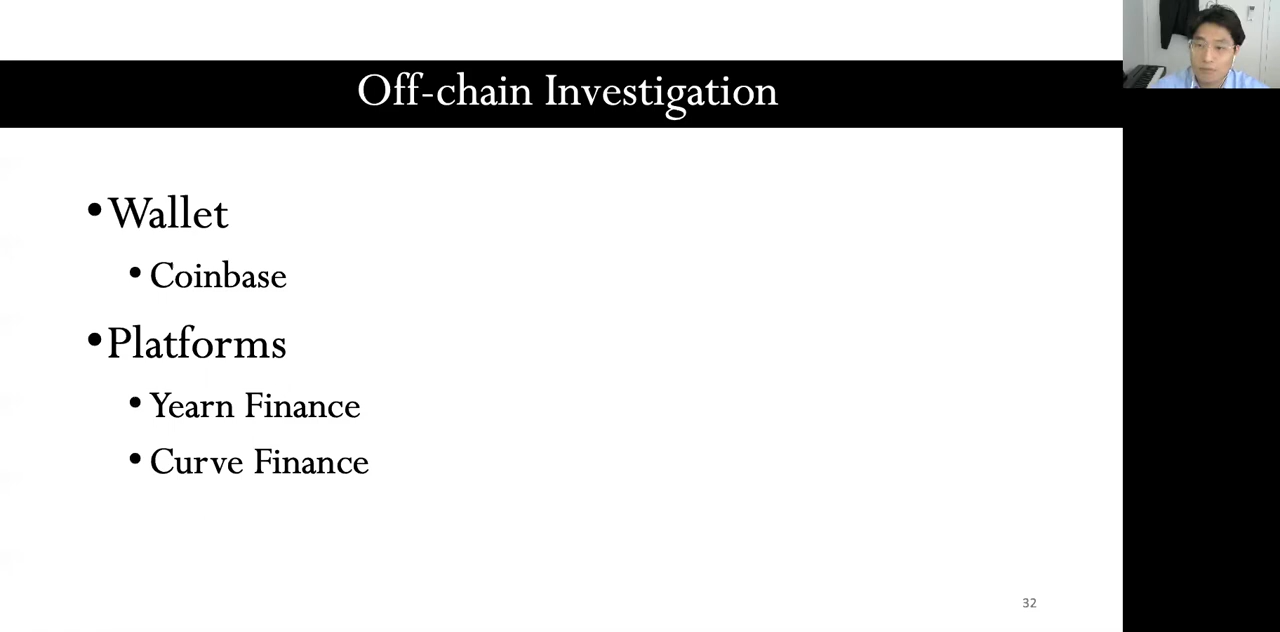 Off-chain Investigation
•Wallet
•Coinbase
•Platforms
•Yearn Finance
•Curve Finance
32